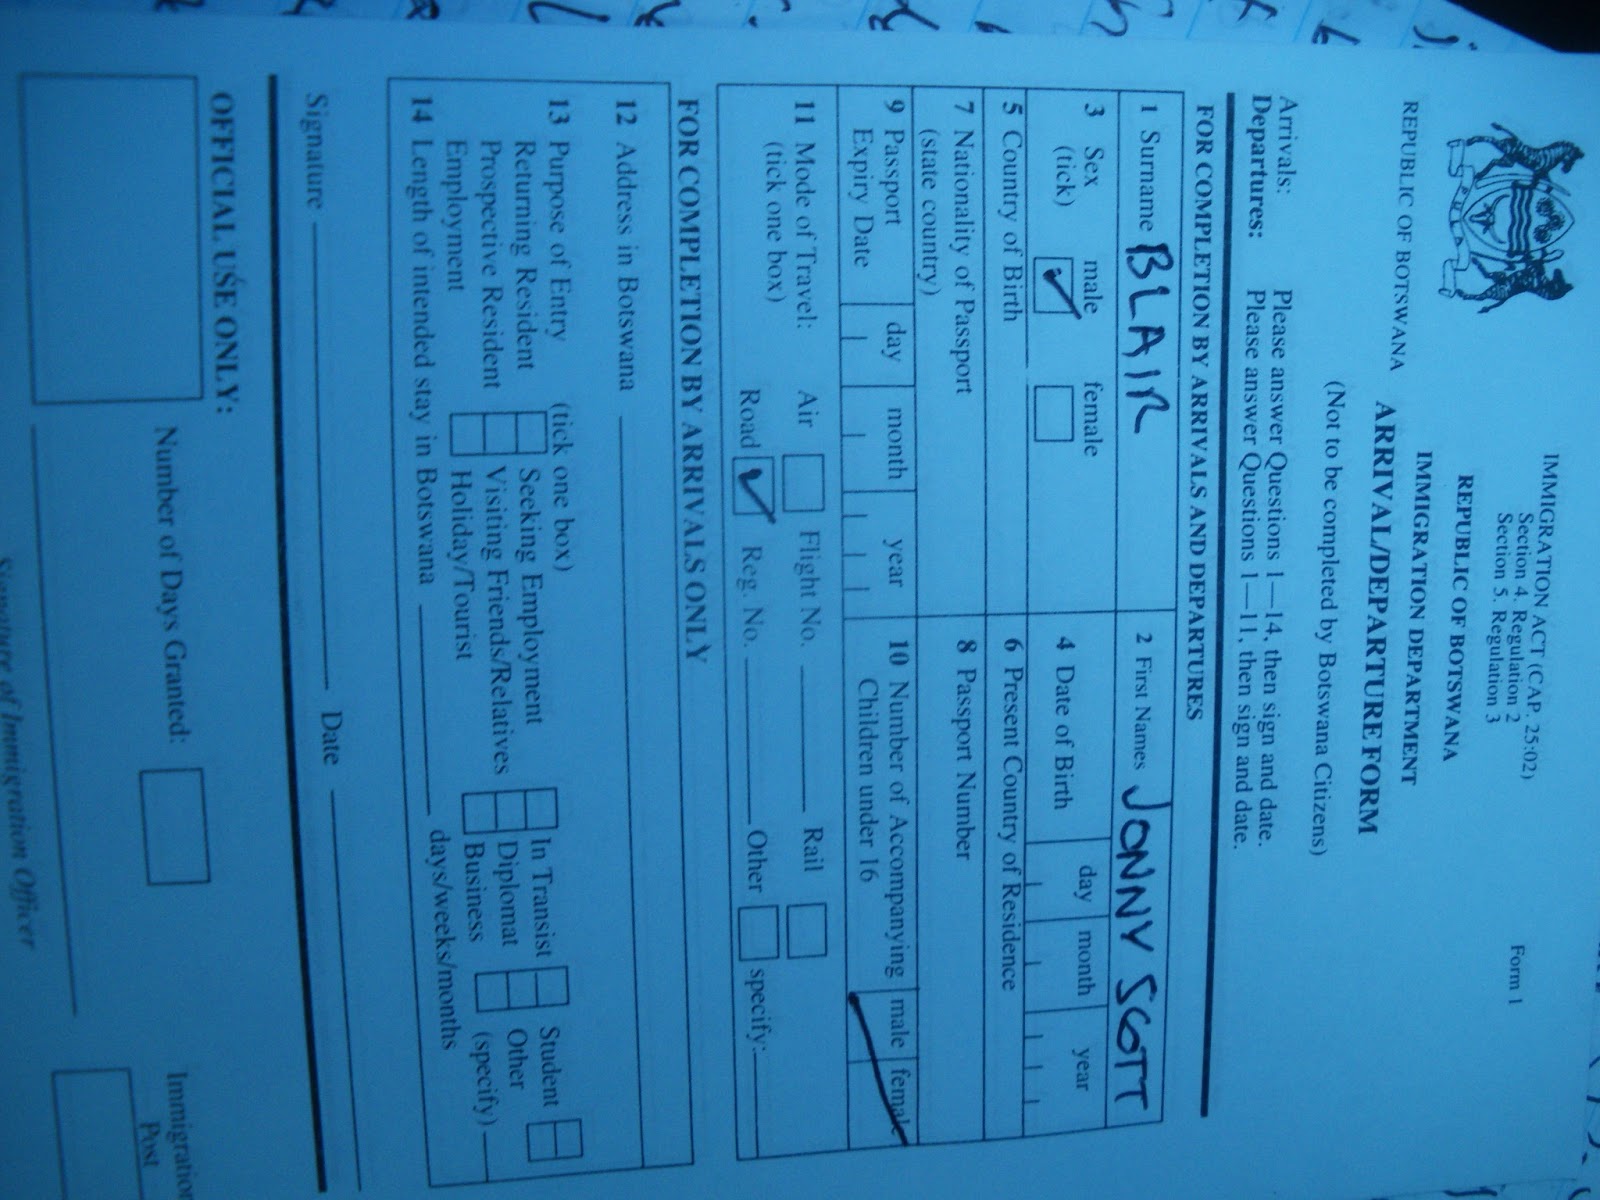 IMMIGRATION ACT (CAP. 25:02)
Section 4. Regulation 2
Section 5. Regulation 3
Form 1
REPUBLIC OF BOTSWANA
REPUBLIC OF BOTSWANA
IMMIGRATION DEPARTMENT
ARRIVAL/DEPARTURE FORM
(Not to be completed by Botswana Citizens)
Arrivals: Please answer Questions 1—14, then sign and date.
Departures: Please answer Questions 1—11, then sign and date.
FOR COMPLETION BY ARRIVALS AND DEPARTURES
1 Surname BLAIR
2 First Names JONNY SCOTT
3 Sex (tick) male ✓ female
4 Date of Birth day month year
5 Country of Birth
6 Present Country of Residence
7 Nationality of Passport
(state country)
8 Passport Number
9 Passport
Expiry Date day month year
10 Number of Accompanying
Children under 16 male female
11 Mode of Travel: Air Flight No. Rail
(tick one box) Road ✓ Reg. No. Other specify:
FOR COMPLETION BY ARRIVALS ONLY
12 Address in Botswana
13 Purpose of Entry (tick one box)
Returning Resident Seeking Employment In Transist Student
Prospective Resident Visiting Friends/Relatives Diplomat Other
Employment Holiday/Tourist Business (specify)
14 Length of intended stay in Botswana days/weeks/months
Signature Date
OFFICIAL USE ONLY:
Number of Days Granted:
Immigration
Post
Signature of Immigration Officer